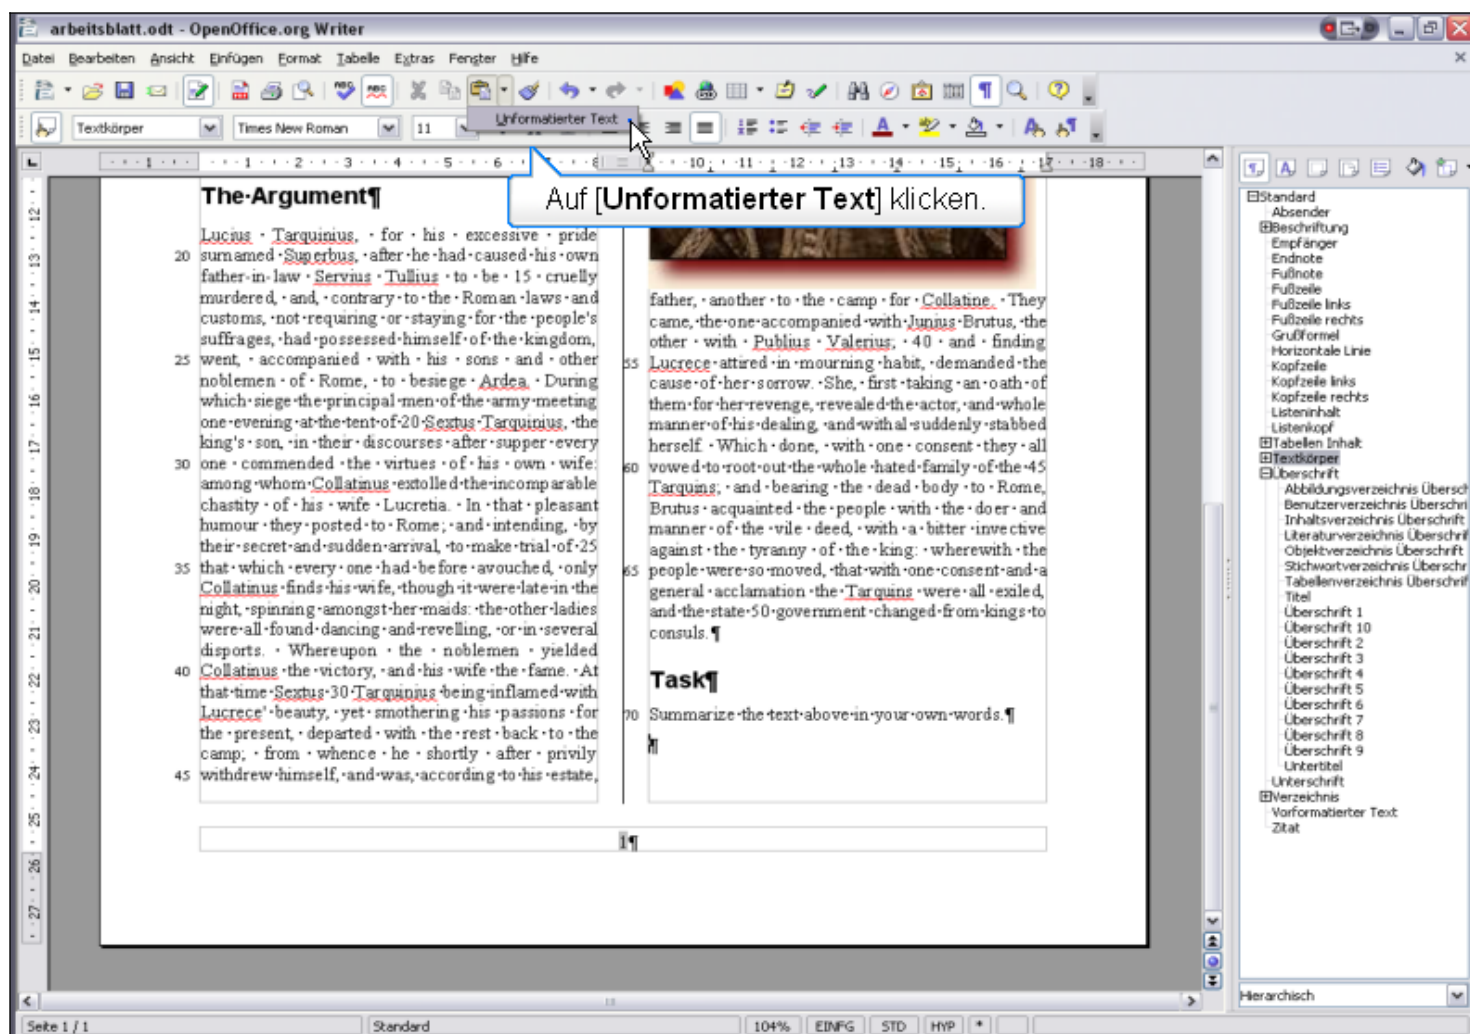 arbeitsblatt.odt - OpenOffice.org Writer
Datei Bearbeiten Ansicht Einfügen Format Tabelle Extras Fenster Hilfe
Textkörper Times New Roman 11
Unformatierter Text
Auf [Unformatierter Text] klicken.
The·Argument¶
Lucius · Tarquinius, · for · his · excessive · pride
20 surnamed · Superbus, · after · he · had · caused · his · own
father-in-law · Servius · Tullius · to · be · 15 · cruelly
murdered, · and, · contrary · to · the · Roman · laws · and
customs, · not · requiring · or · staying · for · the · people's
suffrages, · had · possessed · himself · of · the · kingdom,
25 went, · accompanied · with · his · sons · and · other
noblemen · of · Rome, · to · besiege · Ardea. · During
which · siege · the · principal · men · of · the · army · meeting
one · evening · at · the · tent · of · 20 · Sextus · Tarquinius, · the
king's · son, · in · their · discourses · after · supper · every
30 one · commended · the · virtues · of · his · own · wife:
among · whom · Collatinus · extolled · the · incomparable
chastity · of · his · wife · Lucretia. · In · that · pleasant
humour · they · posted · to · Rome; · and · intending, · by
their · secret · and · sudden · arrival, · to · make · trial · of · 25
35 that · which · every · one · had · before · avouched, · only
Collatinus · finds · his · wife, · though · it · were · late · in · the
night, · spinning · amongst · her · maids: · the · other · ladies
were · all · found · dancing · and · revelling, · or · in · several
disports. · Whereupon · the · noblemen · yielded
40 Collatinus · the · victory, · and · his · wife · the · fame. · At
that · time · Sextus · 30 · Tarquinius · being · inflamed · with
Lucrece' · beauty, · yet · smothering · his · passions · for
the · present, · departed · with · the · rest · back · to · the
camp; · from · whence · he · shortly · after · privily
45 withdrew · himself, · and · was, · according · to · his · estate,
father, · another · to · the · camp · for · Collatine. · They
came, · the · one · accompanied · with · Junius · Brutus, · the
other · with · Publius · Valerius; · 40 · and · finding
55 Lucrece · attired · in · mourning · habit, · demanded · the
cause · of · her · sorrow. · She, · first · taking · an · oath · of
them · for · her · revenge, · revealed · the · actor, · and · whole
manner · of · his · dealing, · and · withal · suddenly · stabbed
herself. · Which · done, · with · one · consent · they · all
60 vowed · to · root · out · the · whole · hated · family · of · the · 45
Tarquins; · and · bearing · the · dead · body · to · Rome,
Brutus · acquainted · the · people · with · the · doer · and
manner · of · the · vile · deed, · with · a · bitter · invective
against · the · tyranny · of · the · king: · wherewith · the
65 people · were · so · moved, · that · with · one · consent · and · a
general · acclamation · the · Tarquins · were · all · exiled,
and · the · state · 50 · government · changed · from · kings · to
consuls.¶
Task¶
70 Summarize · the · text · above · in · your · own · words.¶
¶
1¶
Standard
Absender
Beschriftung
Empfänger
Endnote
Fußnote
Fußzeile
Fußzeile links
Fußzeile rechts
Grußformel
Horizontale Linie
Kopfzeile
Kopfzeile links
Kopfzeile rechts
Listeninhalt
Listenkopf
Tabellen Inhalt
Textkörper
Überschrift
Abbildungsverzeichnis Übersch
Benutzerverzeichnis Überschri
Inhaltsverzeichnis Überschrift
Literaturverzeichnis Überschrif
Objektverzeichnis Überschrift
Stichwortverzeichnis Überschr
Tabellenverzeichnis Überschrif
Titel
Überschrift 1
Überschrift 10
Überschrift 2
Überschrift 3
Überschrift 4
Überschrift 5
Überschrift 6
Überschrift 7
Überschrift 8
Überschrift 9
Untertitel
Unterschrift
Verzeichnis
Vorformatierter Text
Zitat
Hierarchisch
Seite 1 / 1 Standard 104% EINFG STD HYP *